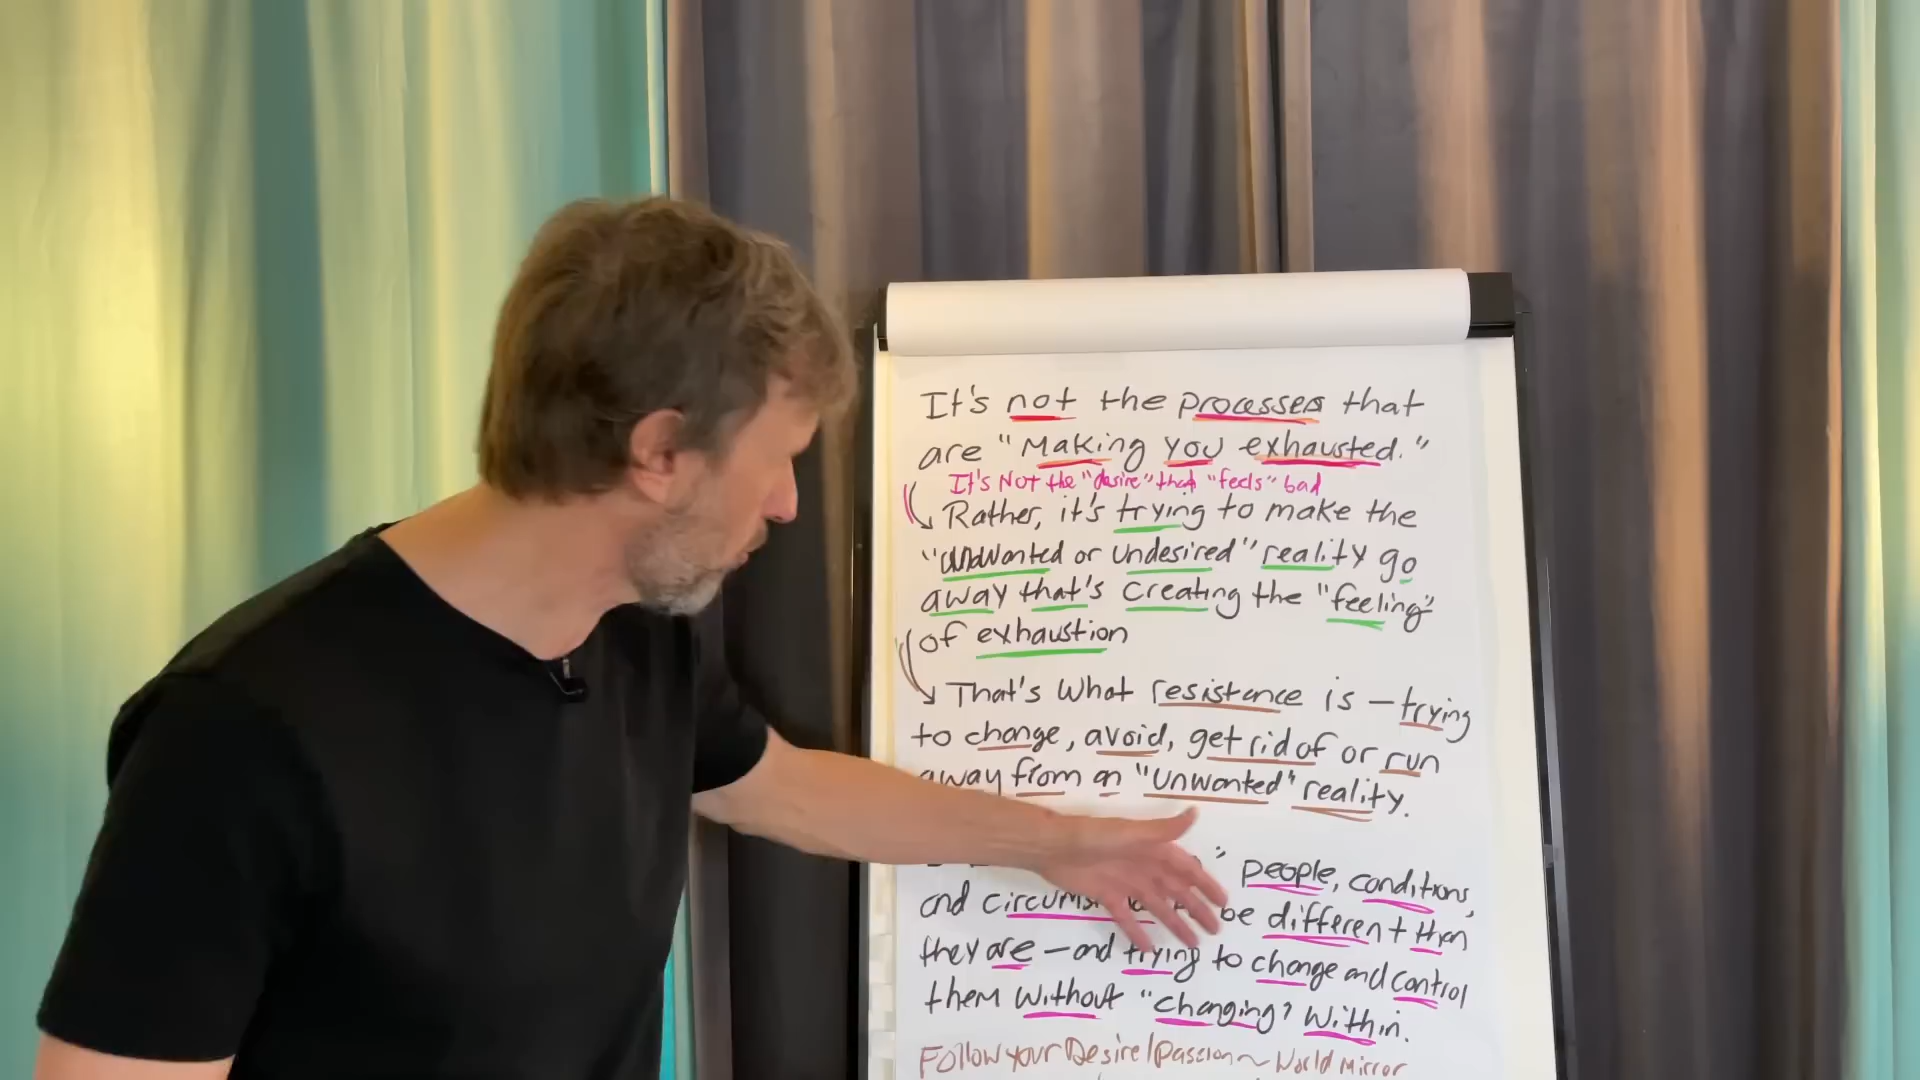 It's not the processes that
are "Making you exhausted."
It's Not the "desire" that "feels" bad
Rather, it's trying to make the
"unwanted or undesired" reality go
away that's creating the "feeling"
of exhaustion
That's what resistance is — trying
to change, avoid, get rid of or run
away from an "unwanted" reality.
" people, conditions,
and be different than
they are — and trying to change and control
them without "changing" within.
Follow your Desire/Passion ~ World Mirror